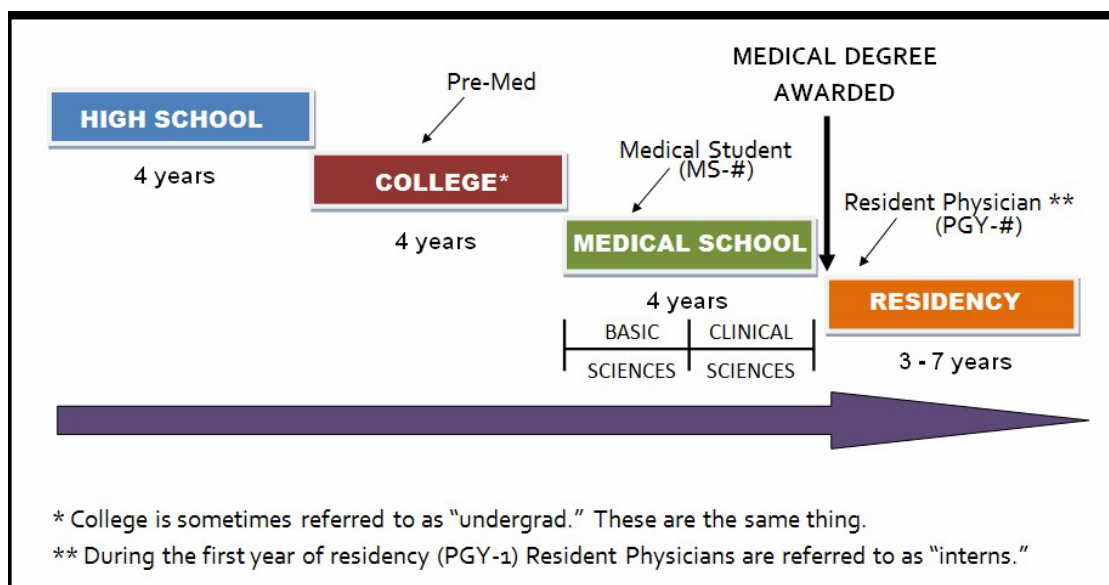 MEDICAL DEGREE
AWARDED
Pre-Med
HIGH SCHOOL
4 years
COLLEGE*
4 years
Medical Student
(MS-#)
MEDICAL SCHOOL
4 years
BASIC
CLINICAL
SCIENCES
SCIENCES
Resident Physician **
(PGY-#)
RESIDENCY
3 - 7 years
* College is sometimes referred to as “undergrad.” These are the same thing.
** During the first year of residency (PGY-1) Resident Physicians are referred to as “interns.”